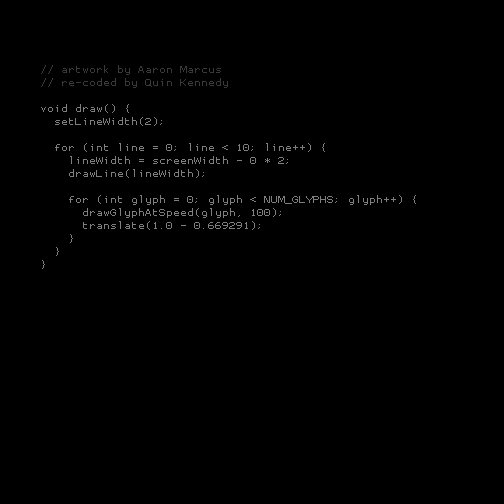 // artwork by Aaron Marcus
// re-coded by Quin Kennedy

void draw() {
  setLineWidth(2);

  for (int line = 0; line < 10; line++) {
    lineWidth = screenWidth - 0 * 2;
    drawLine(lineWidth);

    for (int glyph = 0; glyph < NUM_GLYPHS; glyph++) {
      drawGlyphAtSpeed(glyph, 100);
      translate(1.0 - 0.669291);
    }
  }
}